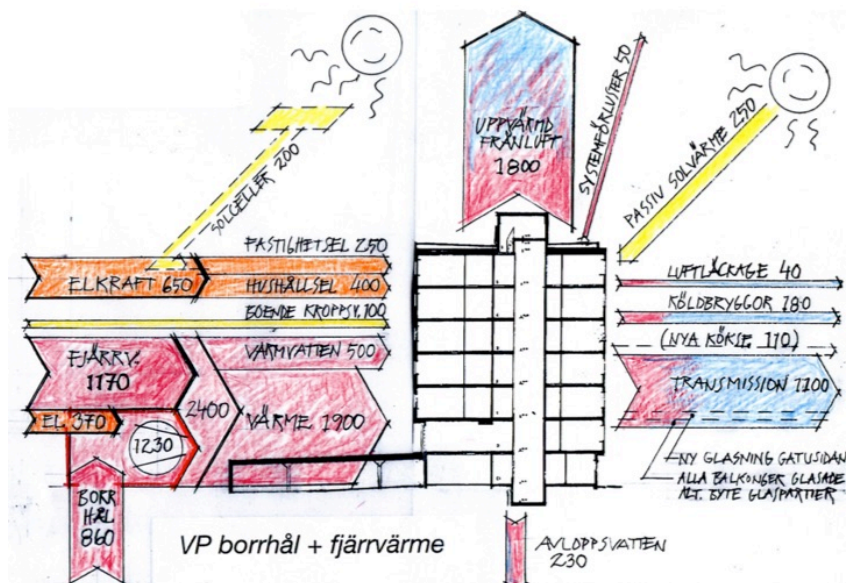 SOLCELLER 200
UPPVÄRMD
FRÅNLUFT
1800
SYSTEMFÖRLUSTER 50
PASSIV SOLVÄRME 250
FASTIGHETSEL 250
ELKRAFT 650
HUSHÅLLSEL 400
BOENDE KROPPSV. 100
FJÄRRV.
1170
VARMVATTEN 500
2400
VÄRME 1900
EL 370
1230
BORR
HÅL
860
LUFTLÄCKAGE 40
KÖLDBRYGGOR 180
(NYA KÖKSF. 110)
TRANSMISSION 1100
NY GLASNING GATUSIDAN
ALLA BALKONGER GLASADE
ALT. BYTE GLASPARTIER
VP borrhål + fjärrvärme
AVLOPPSVATTEN
230